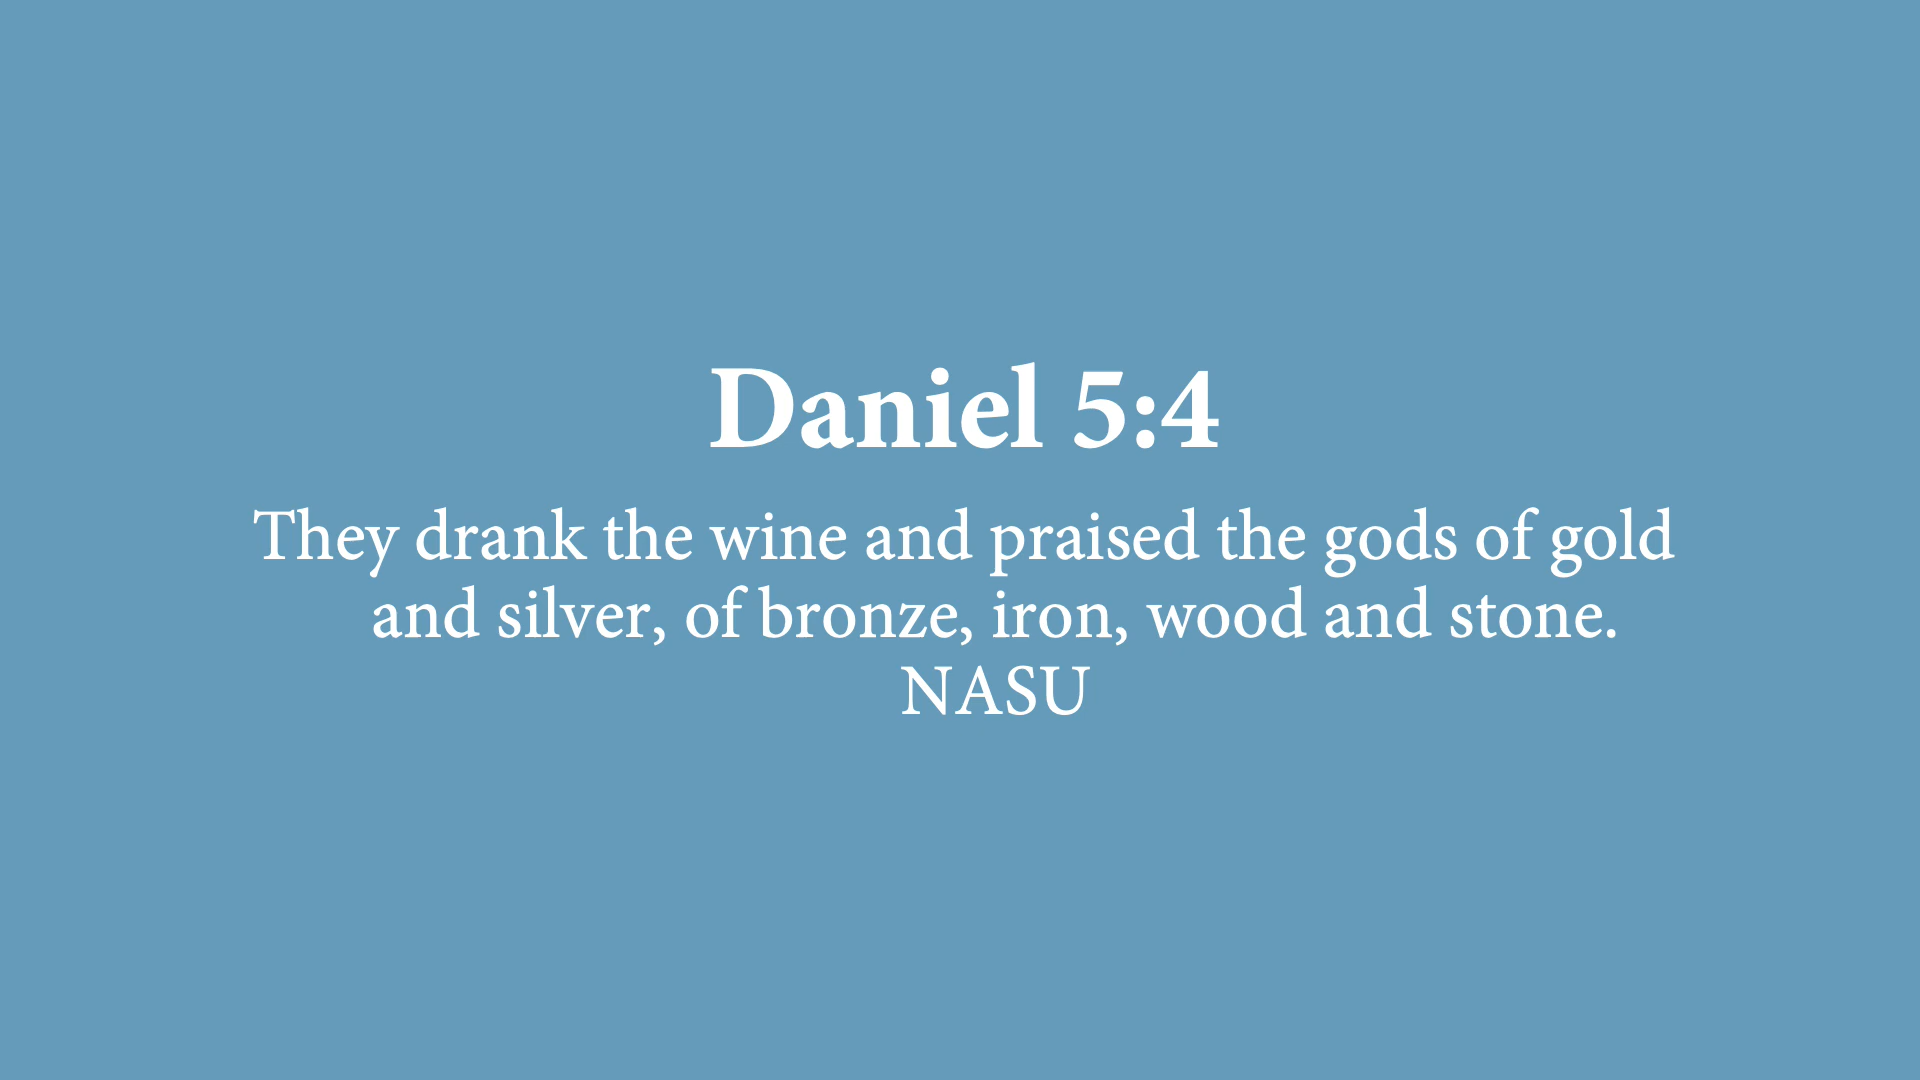 Daniel 5:4
They drank the wine and praised the gods of gold
and silver, of bronze, iron, wood and stone.
NASU